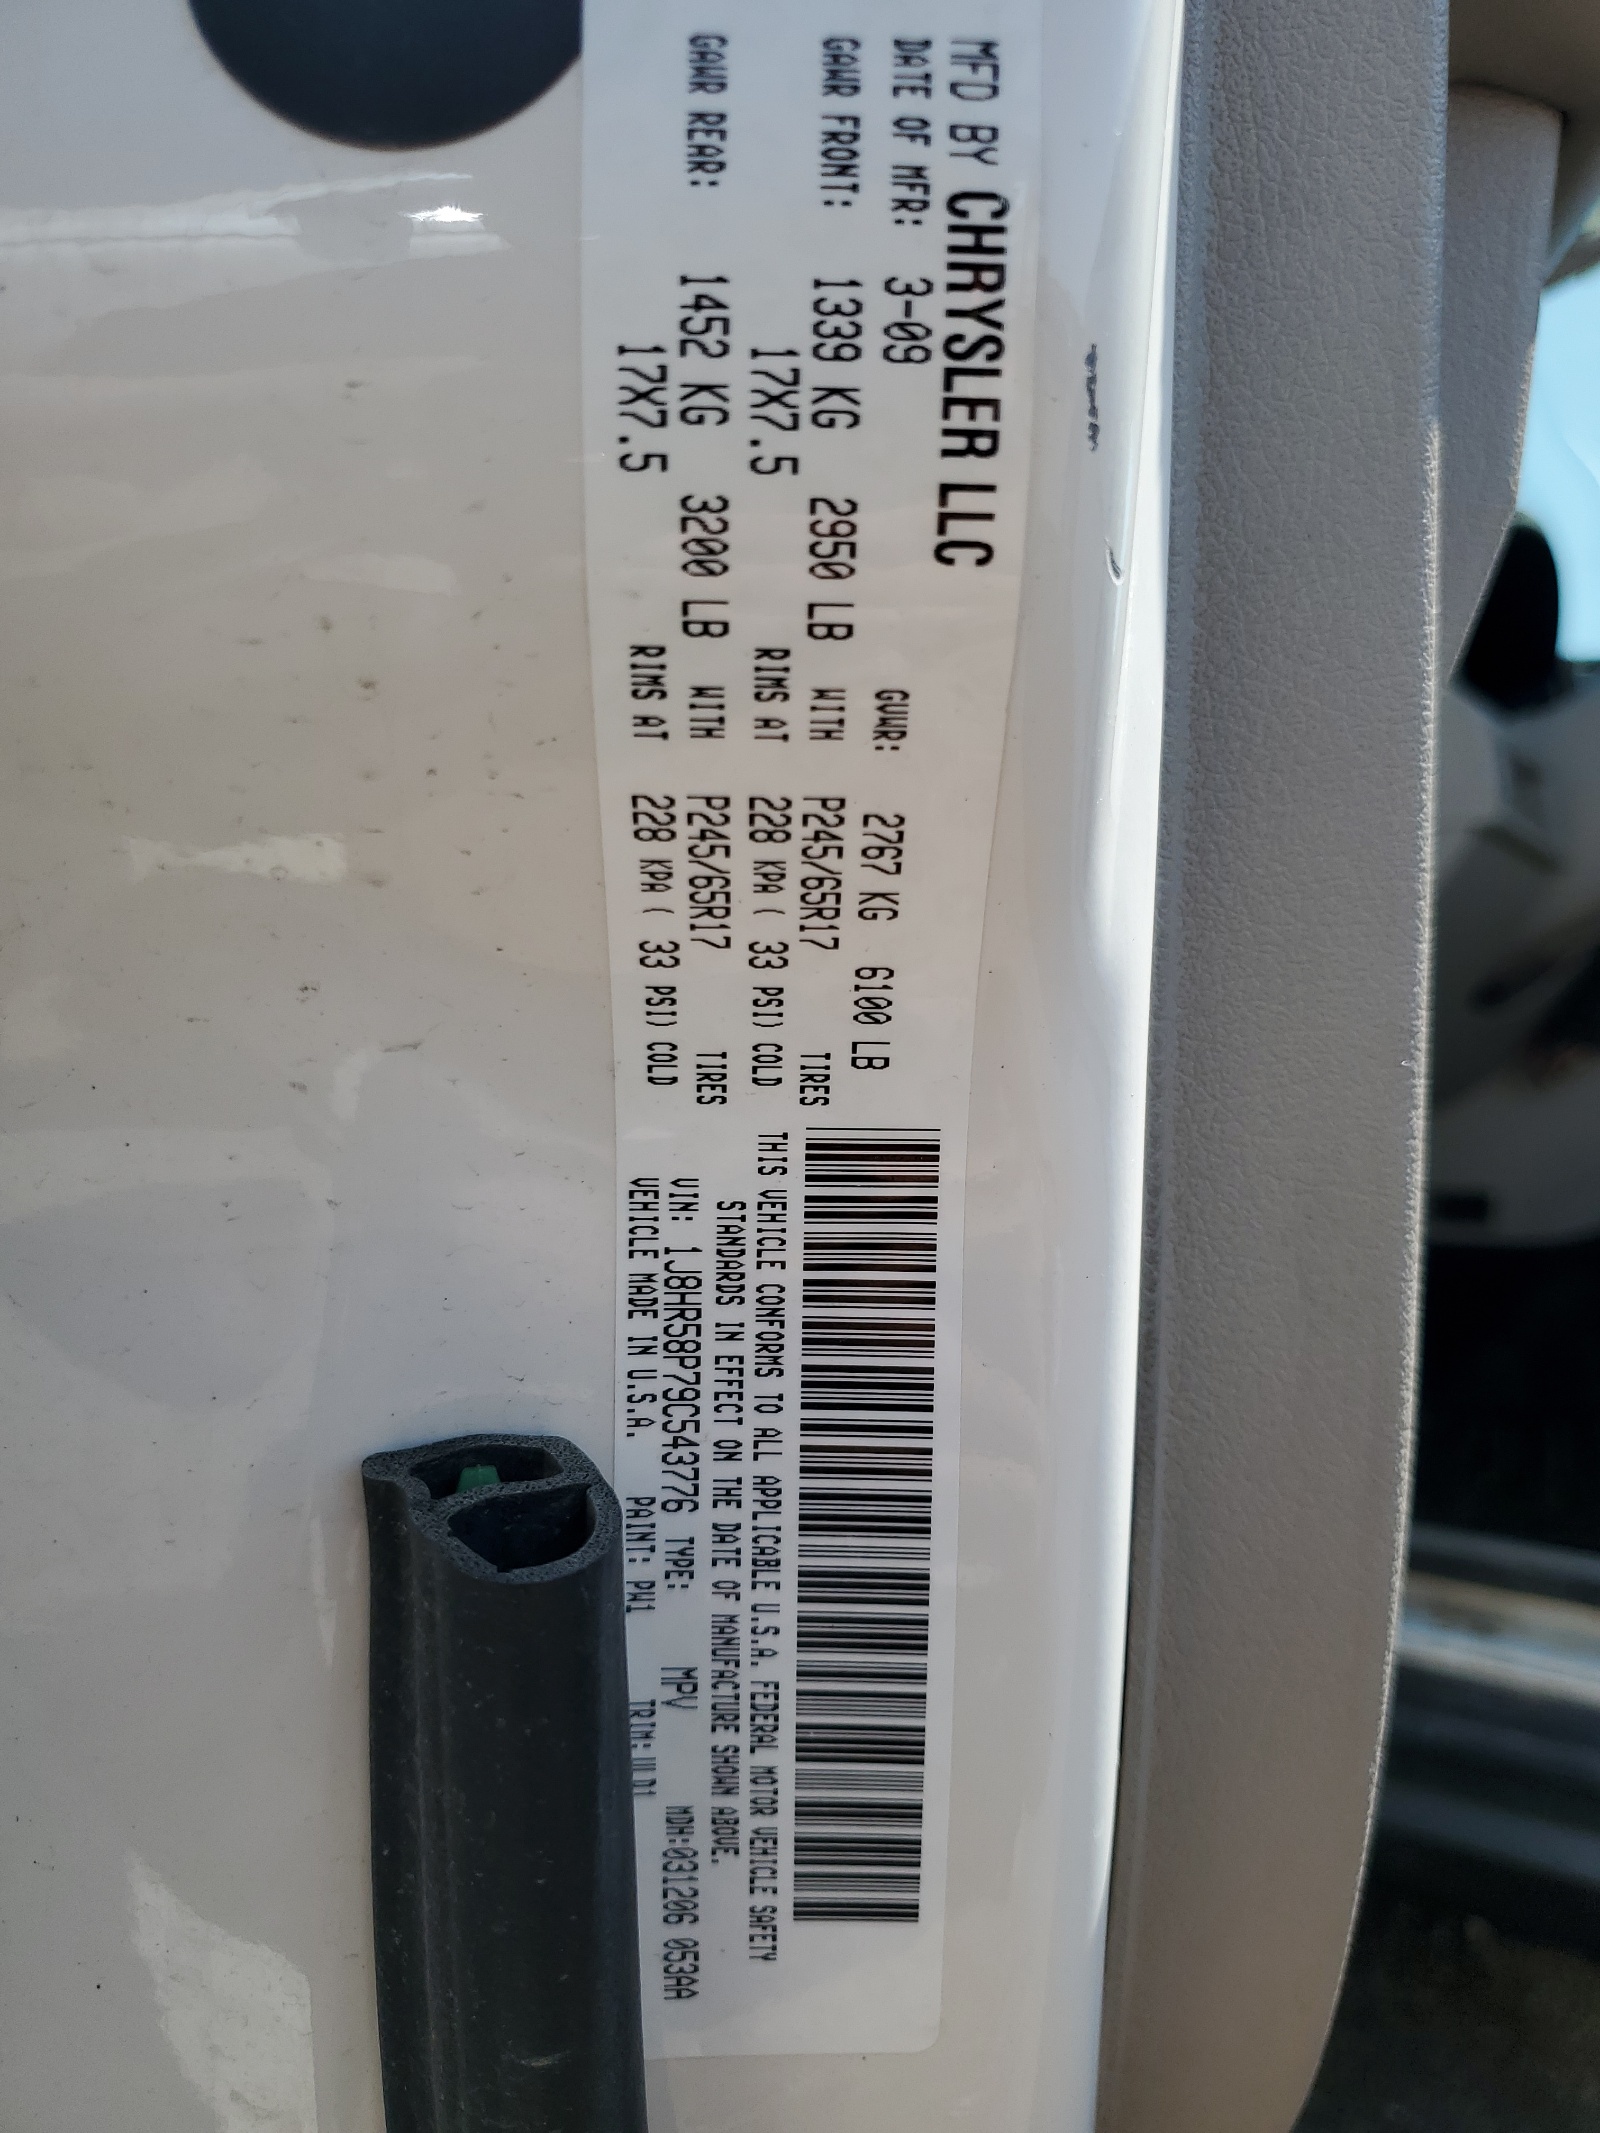 MFD BY CHRYSLER LLC
DATE OF MFR: 3-09 GVWR: 2767 KG 6100 LB
GAWR FRONT: 1339 KG 2950 LB WITH P245/65R17 TIRES
17X7.5 RIMS AT 228 KPA ( 33 PSI) COLD
GAWR REAR: 1452 KG 3200 LB WITH P245/65R17 TIRES
17X7.5 RIMS AT 228 KPA ( 33 PSI) COLD
THIS VEHICLE CONFORMS TO ALL APPLICABLE U.S.A. FEDERAL MOTOR VEHICLE SAFETY
STANDARDS IN EFFECT ON THE DATE OF MANUFACTURE SHOWN ABOVE.
VIN: 1J8HR58P79C543776 TYPE: MPV MDH:031206 053AA
VEHICLE MADE IN U.S.A. PAINT: PW1 TRIM: